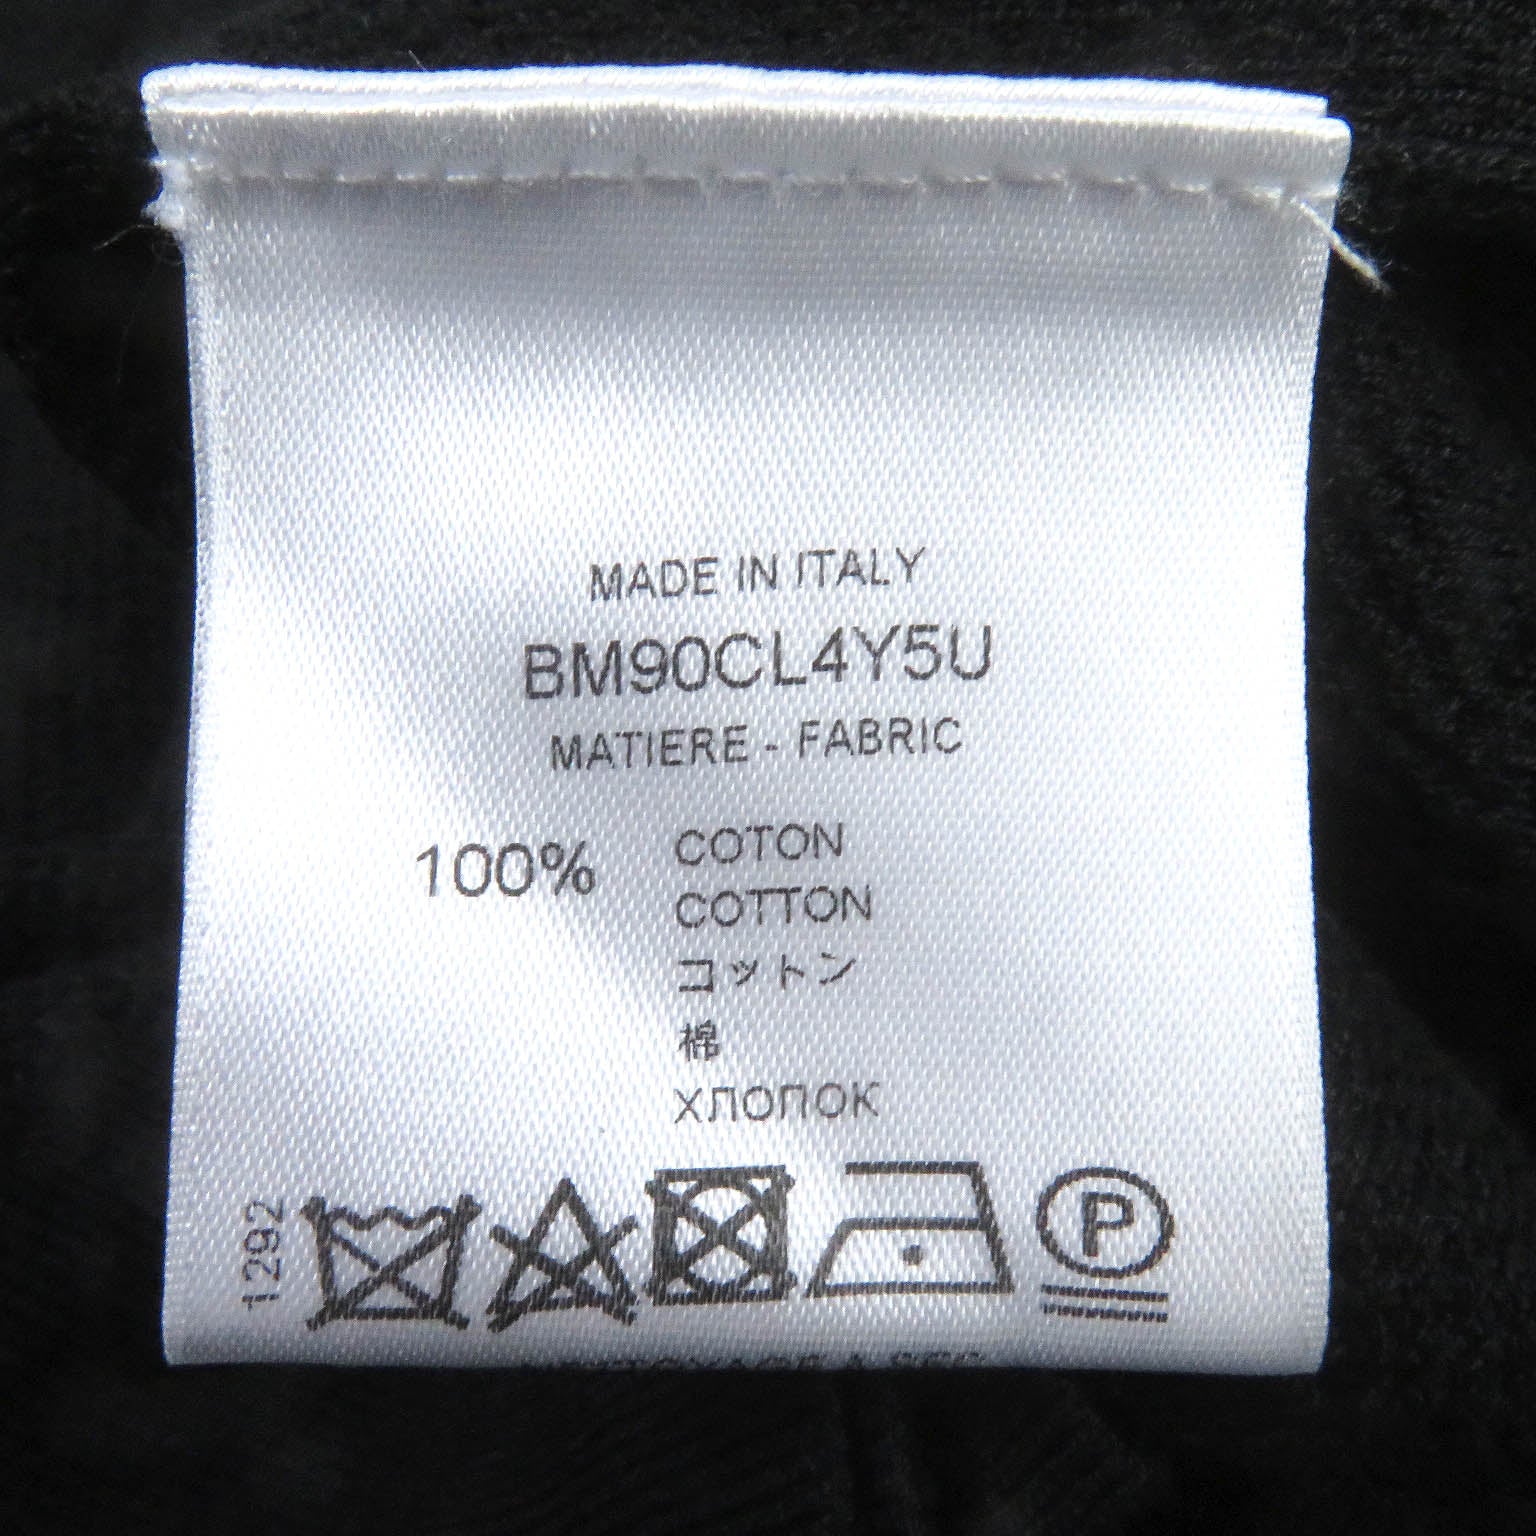 MADE IN ITALY
BM90CL4Y5U
MATIERE - FABRIC
100% COTON
COTTON
コットン
棉
ХЛОПОК
1292
P